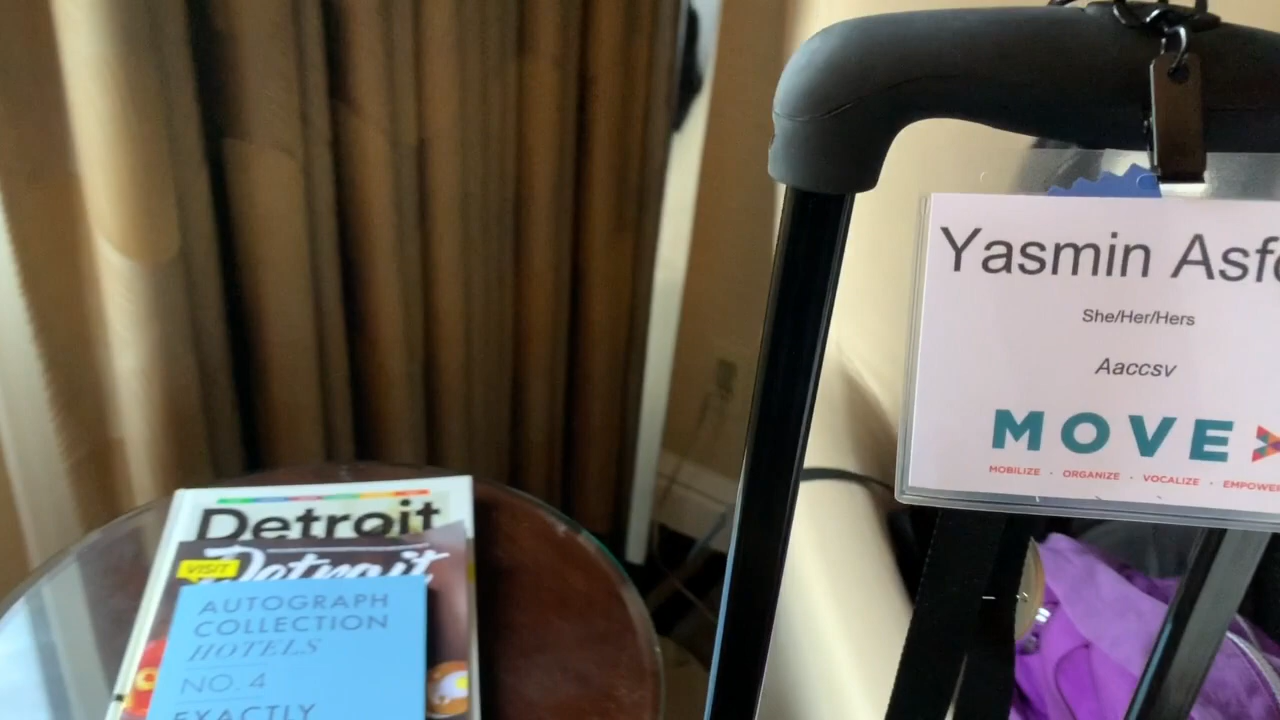 Yasmin Asf
She/Her/Hers
Aaccsv
MOVE
MOBILIZE · ORGANIZE · VOCALIZE · EMPOWER
Detroit
VISIT
Detroit
AUTOGRAPH
COLLECTION
HOTELS
NO. 4
EXACTLY